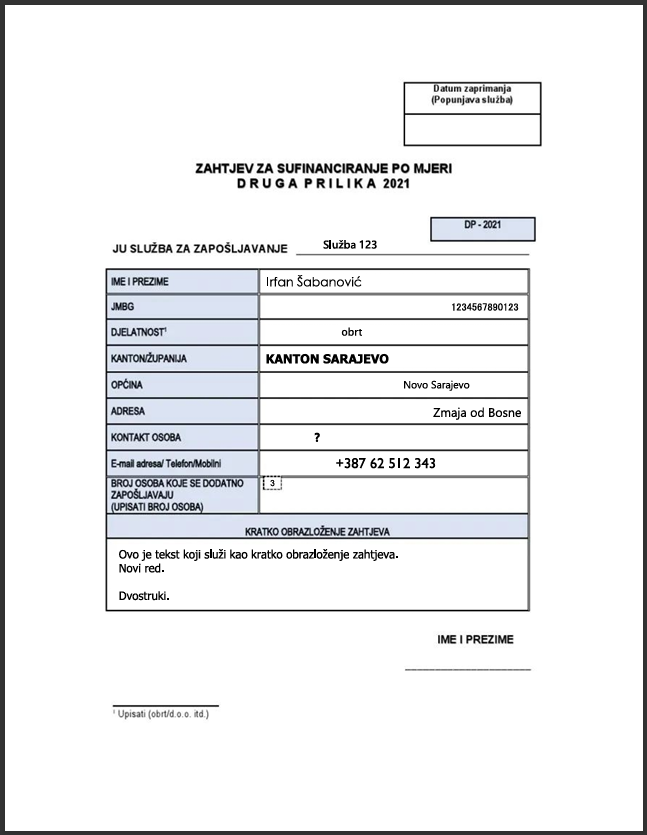 Datum zaprimanja
(Popunjava služba)
ZAHTJEV ZA SUFINANCIRANJE PO MJERI
D R U G A P R I L I K A 2021
DP - 2021
JU SLUŽBA ZA ZAPOŠLJAVANJE Služba 123
IME I PREZIME Irfan Šabanović
JMBG 1234567890123
DJELATNOST¹ obrt
KANTON/ŽUPANIJA KANTON SARAJEVO
OPĆINA Novo Sarajevo
ADRESA Zmaja od Bosne
KONTAKT OSOBA ?
E-mail adresa/ Telefon/Mobilni +387 62 512 343
BROJ OSOBA KOJE SE DODATNO 3
ZAPOŠLJAVAJU
(UPISATI BROJ OSOBA)
KRATKO OBRAZLOŽENJE ZAHTJEVA
Ovo je tekst koji služi kao kratko obrazloženje zahtjeva.
Novi red.
Dvostruki.
IME I PREZIME
¹ Upisati (obrt/d.o.o. itd.)